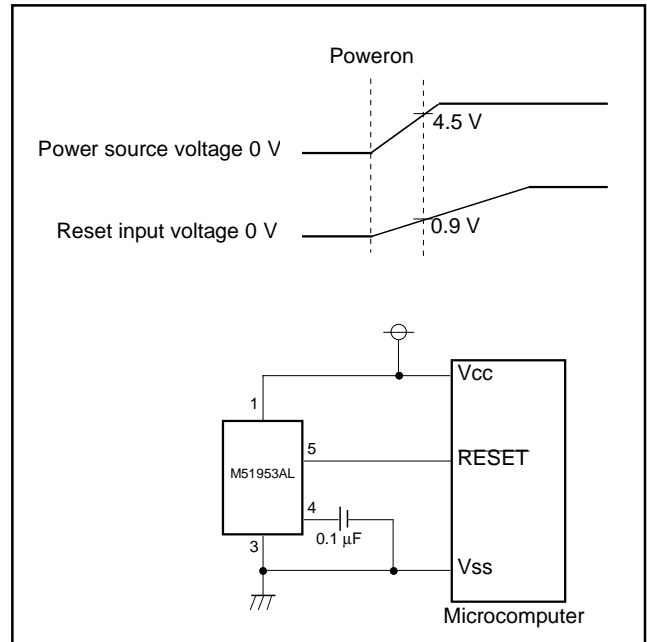 Poweron
4.5 V
Power source voltage 0 V
0.9 V
Reset input voltage 0 V
Vcc
1
5
RESET
M51953AL
4
0.1 μF
3
Vss
Microcomputer